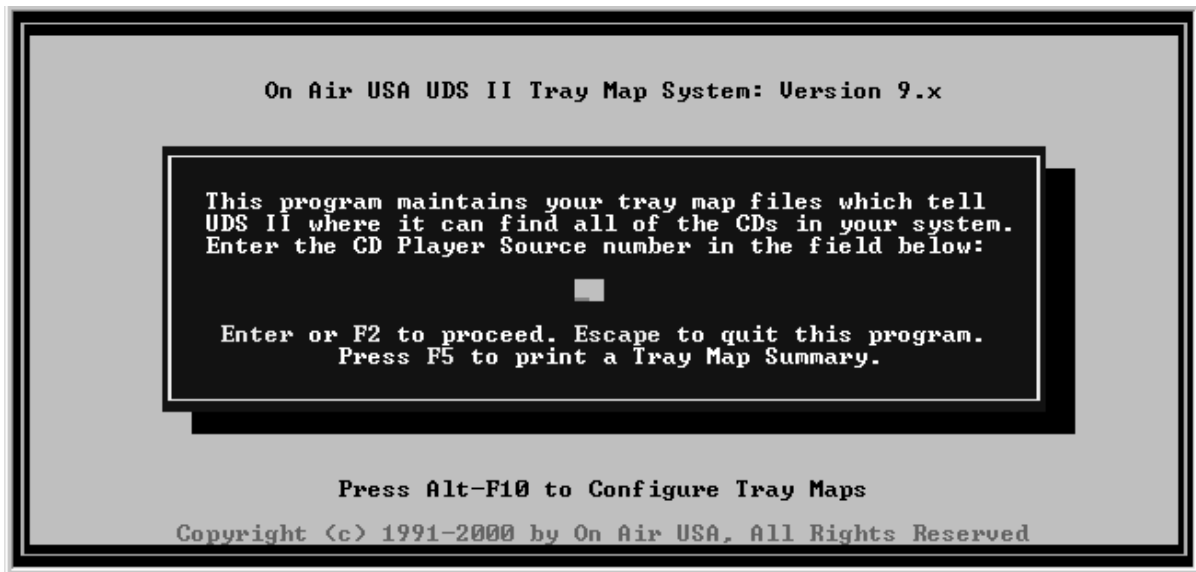 On Air USA UDS II Tray Map System: Version 9.x
This program maintains your tray map files which tell
UDS II where it can find all of the CDs in your system.
Enter the CD Player Source number in the field below:
Enter or F2 to proceed. Escape to quit this program.
Press F5 to print a Tray Map Summary.
Press Alt-F10 to Configure Tray Maps
Copyright (c) 1991-2000 by On Air USA, All Rights Reserved